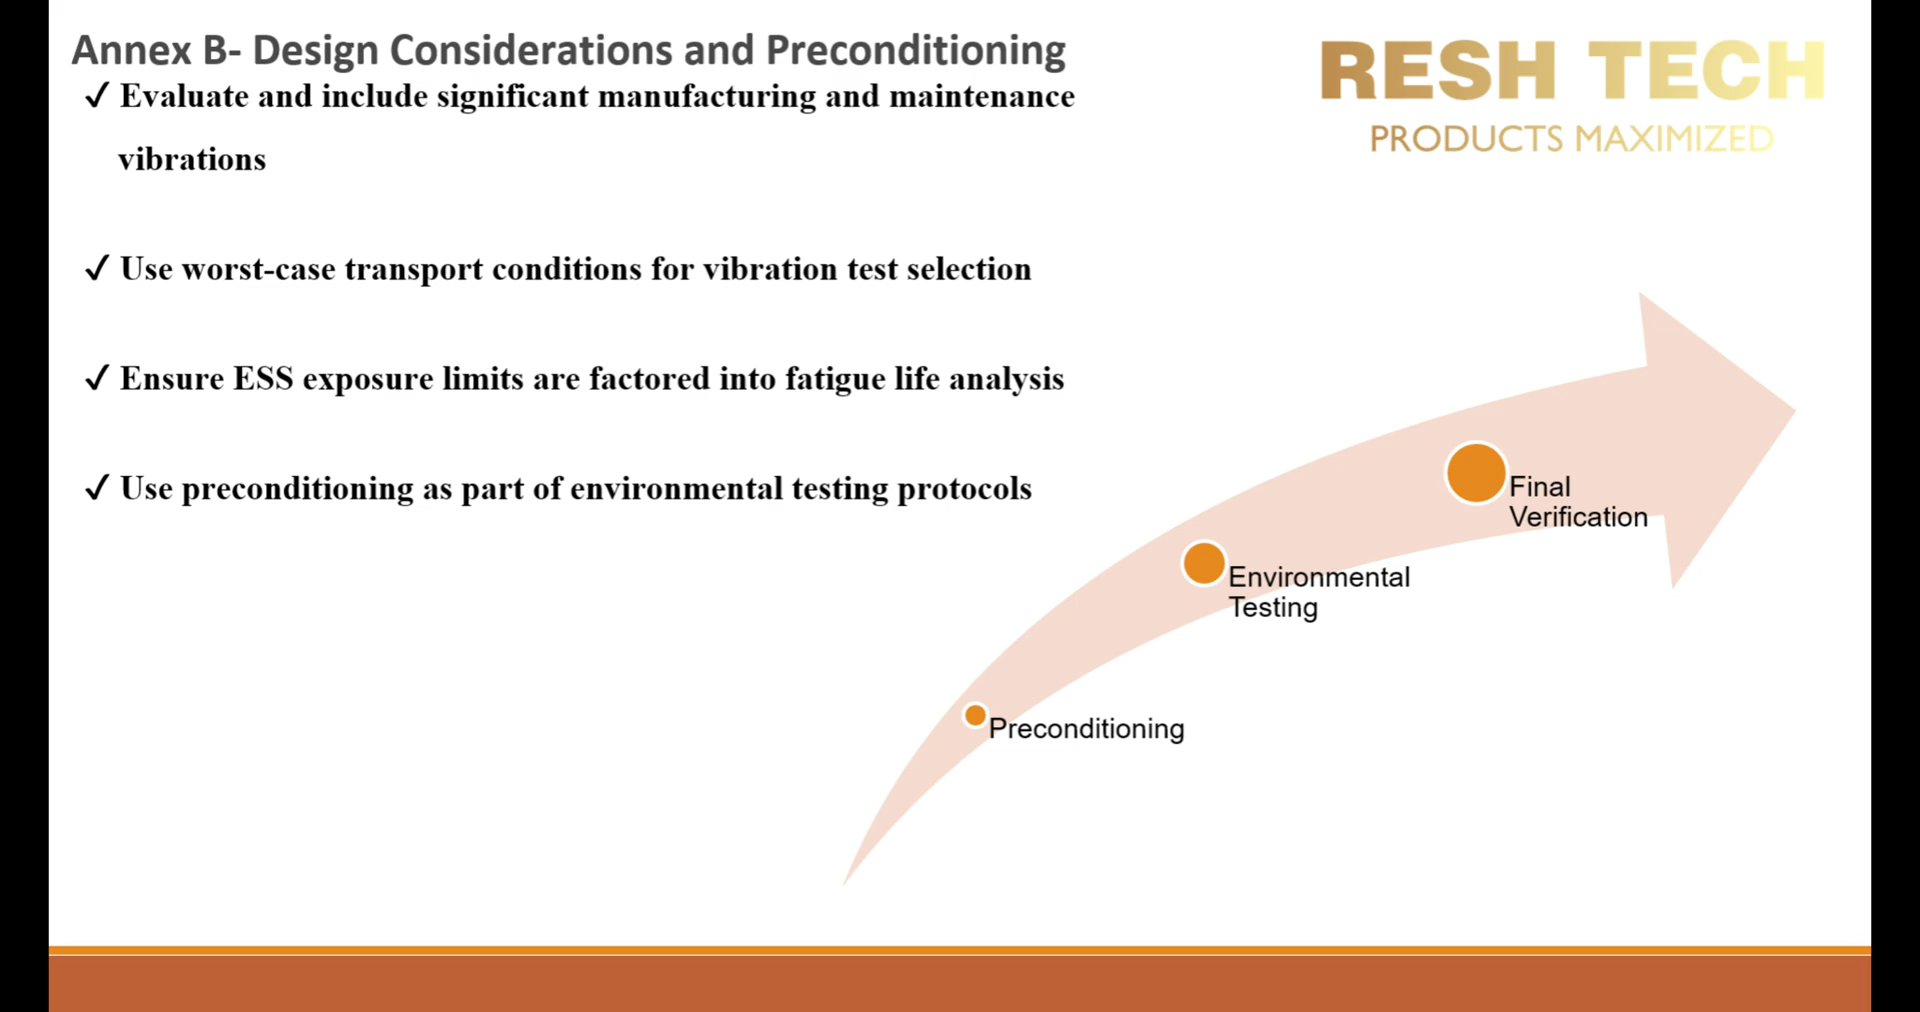 Annex B- Design Considerations and Preconditioning
RESH TECH
PRODUCTS MAXIMIZED
✓ Evaluate and include significant manufacturing and maintenance
vibrations
✓ Use worst-case transport conditions for vibration test selection
✓ Ensure ESS exposure limits are factored into fatigue life analysis
✓ Use preconditioning as part of environmental testing protocols
Final
Verification
Environmental
Testing
Preconditioning